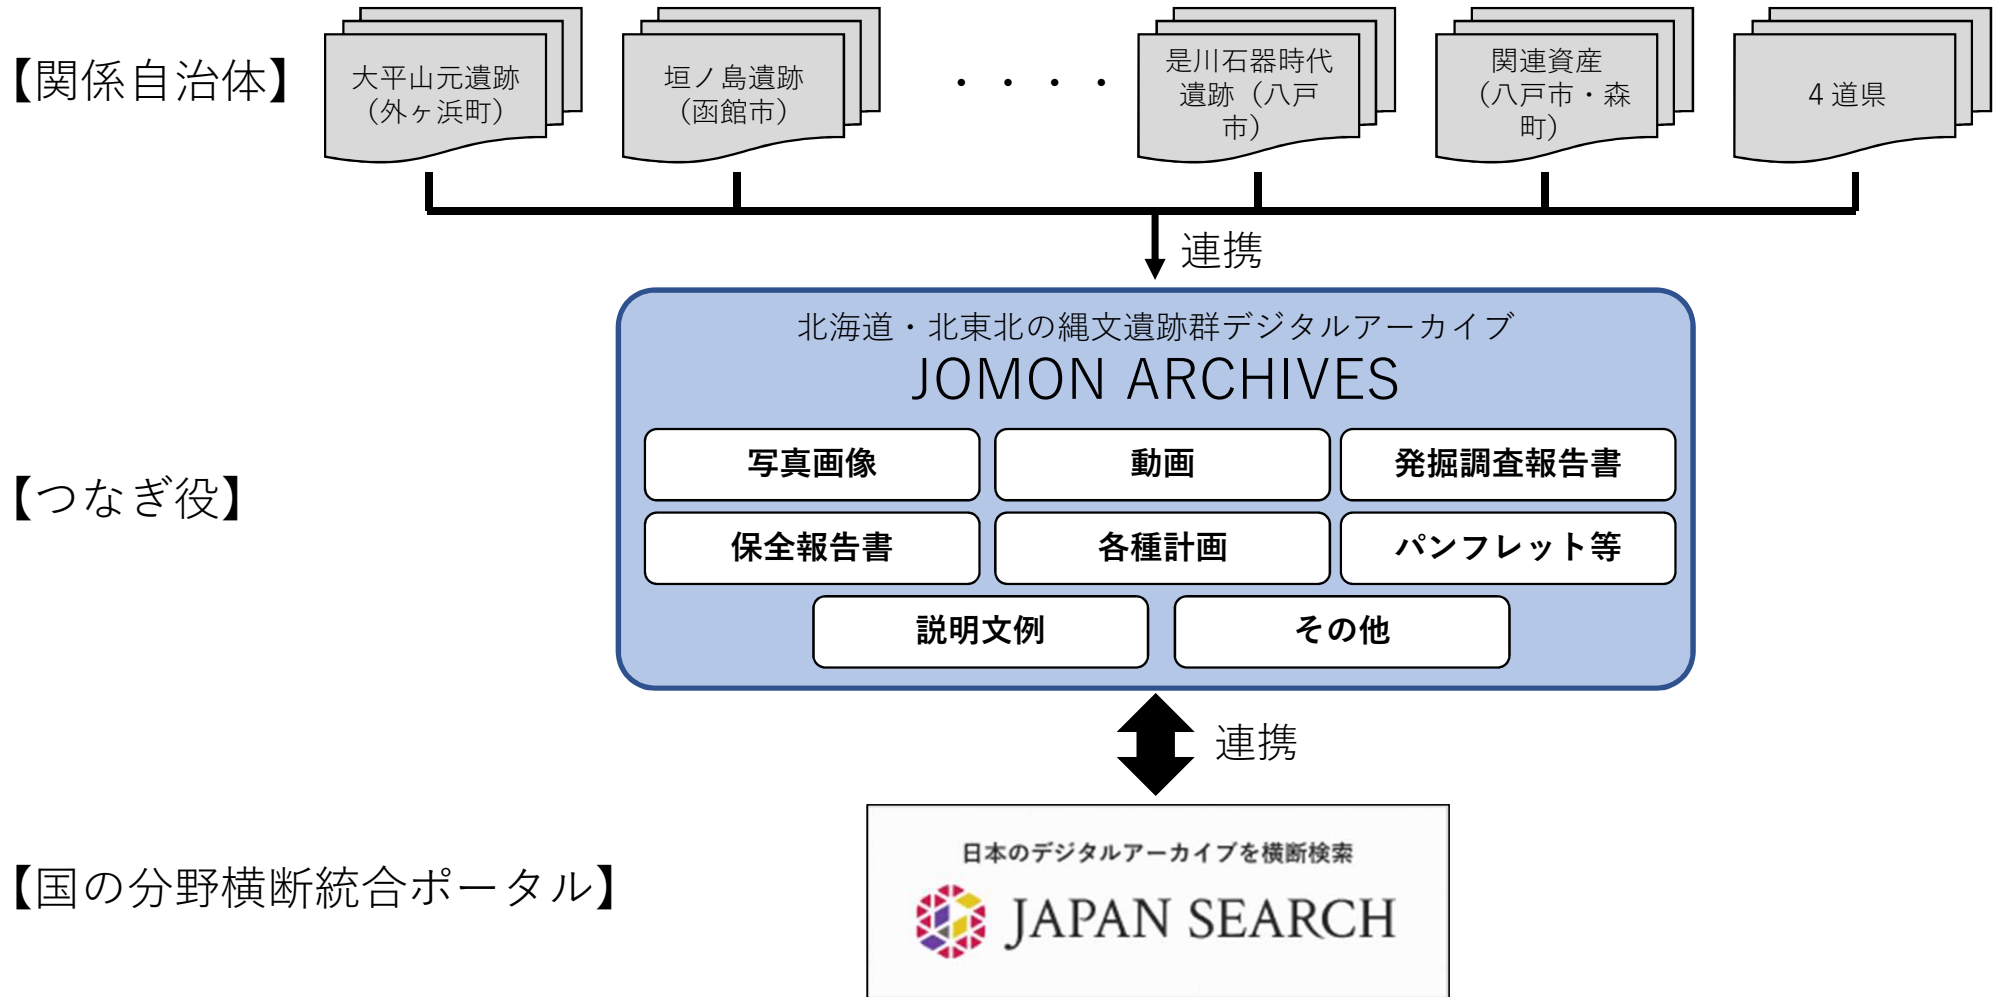 【関係自治体】
大平山元遺跡
（外ヶ浜町）
垣ノ島遺跡
（函館市）
・・・・
是川石器時代
遺跡（八戸
市）
関連資産
（八戸市・森
町）
4道県
連携
北海道・北東北の縄文遺跡群デジタルアーカイブ
JOMON ARCHIVES
【つなぎ役】
写真画像
動画
発掘調査報告書
保全報告書
各種計画
パンフレット等
説明文例
その他
連携
【国の分野横断統合ポータル】
日本のデジタルアーカイブを横断検索
JAPAN SEARCH